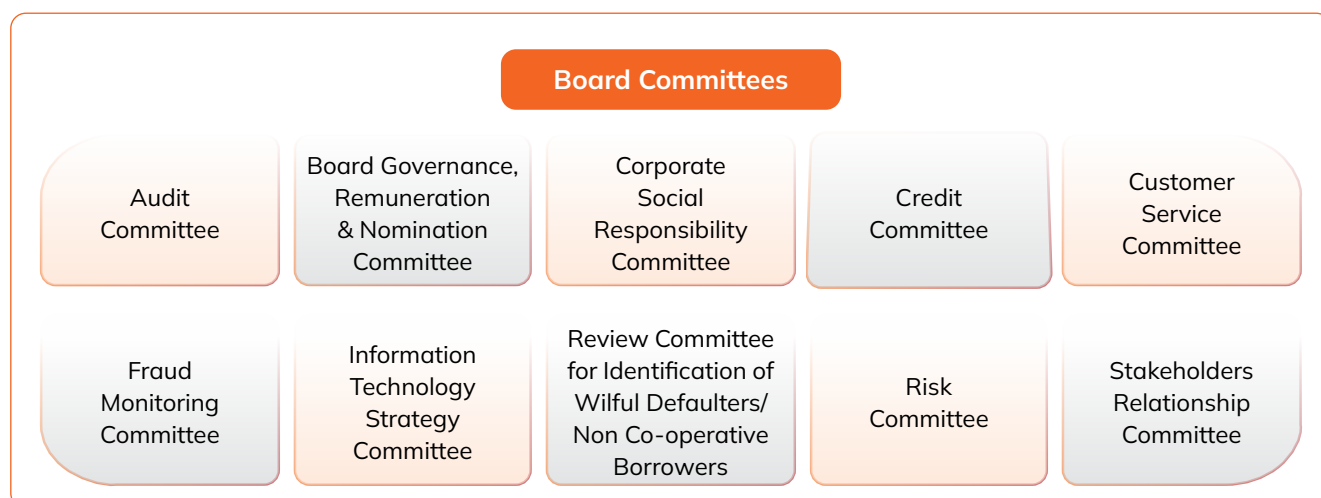 Board Committees
Audit
Committee
Board Governance,
Remuneration
& Nomination
Committee
Corporate
Social
Responsibility
Committee
Credit
Committee
Customer
Service
Committee
Fraud
Monitoring
Committee
Information
Technology
Strategy
Committee
Review Committee
for Identification of
Wilful Defaulters/
Non Co-operative
Borrowers
Risk
Committee
Stakeholders
Relationship
Committee